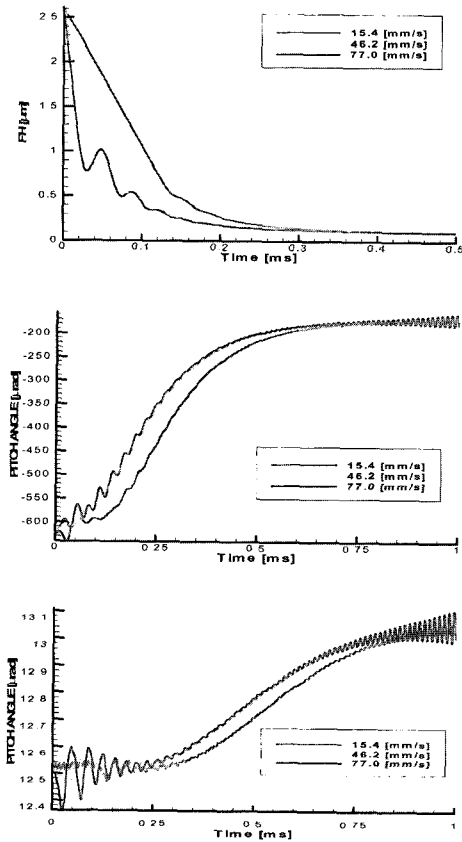 2.5
2
1.5
1
0.5
0
FH [μm]
15.4 [mm/s]
46.2 [mm/s]
77.0 [mm/s]
0 0.1 0.2 0.3 0.4 0.5
Time [ms]
-200
-250
-300
-350
-400
-450
-500
-550
-600
PITCH ANGLE [μrad]
15.4 [mm/s]
46.2 [mm/s]
77.0 [mm/s]
0 0.25 0.5 0.75 1
Time [ms]
13.1
13
12.9
12.8
12.7
12.6
12.5
12.4
PITCH ANGLE [μrad]
15.4 [mm/s]
46.2 [mm/s]
77.0 [mm/s]
0 0.25 0.5 0.75 1
Time [ms]